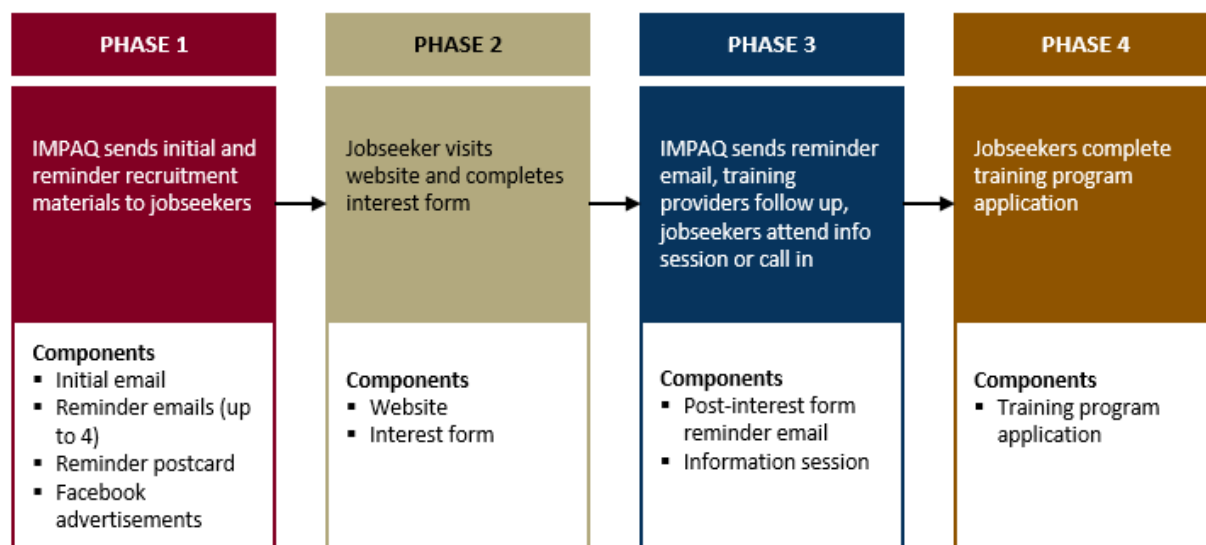 PHASE 1
IMPAQ sends initial and
reminder recruitment
materials to jobseekers
Components
▪ Initial email
▪ Reminder emails (up
to 4)
▪ Reminder postcard
▪ Facebook
advertisements
PHASE 2
Jobseeker visits
website and completes
interest form
Components
▪ Website
▪ Interest form
PHASE 3
IMPAQ sends reminder
email, training
providers follow up,
jobseekers attend info
session or call in
Components
▪ Post-interest form
reminder email
▪ Information session
PHASE 4
Jobseekers complete
training program
application
Components
▪ Training program
application